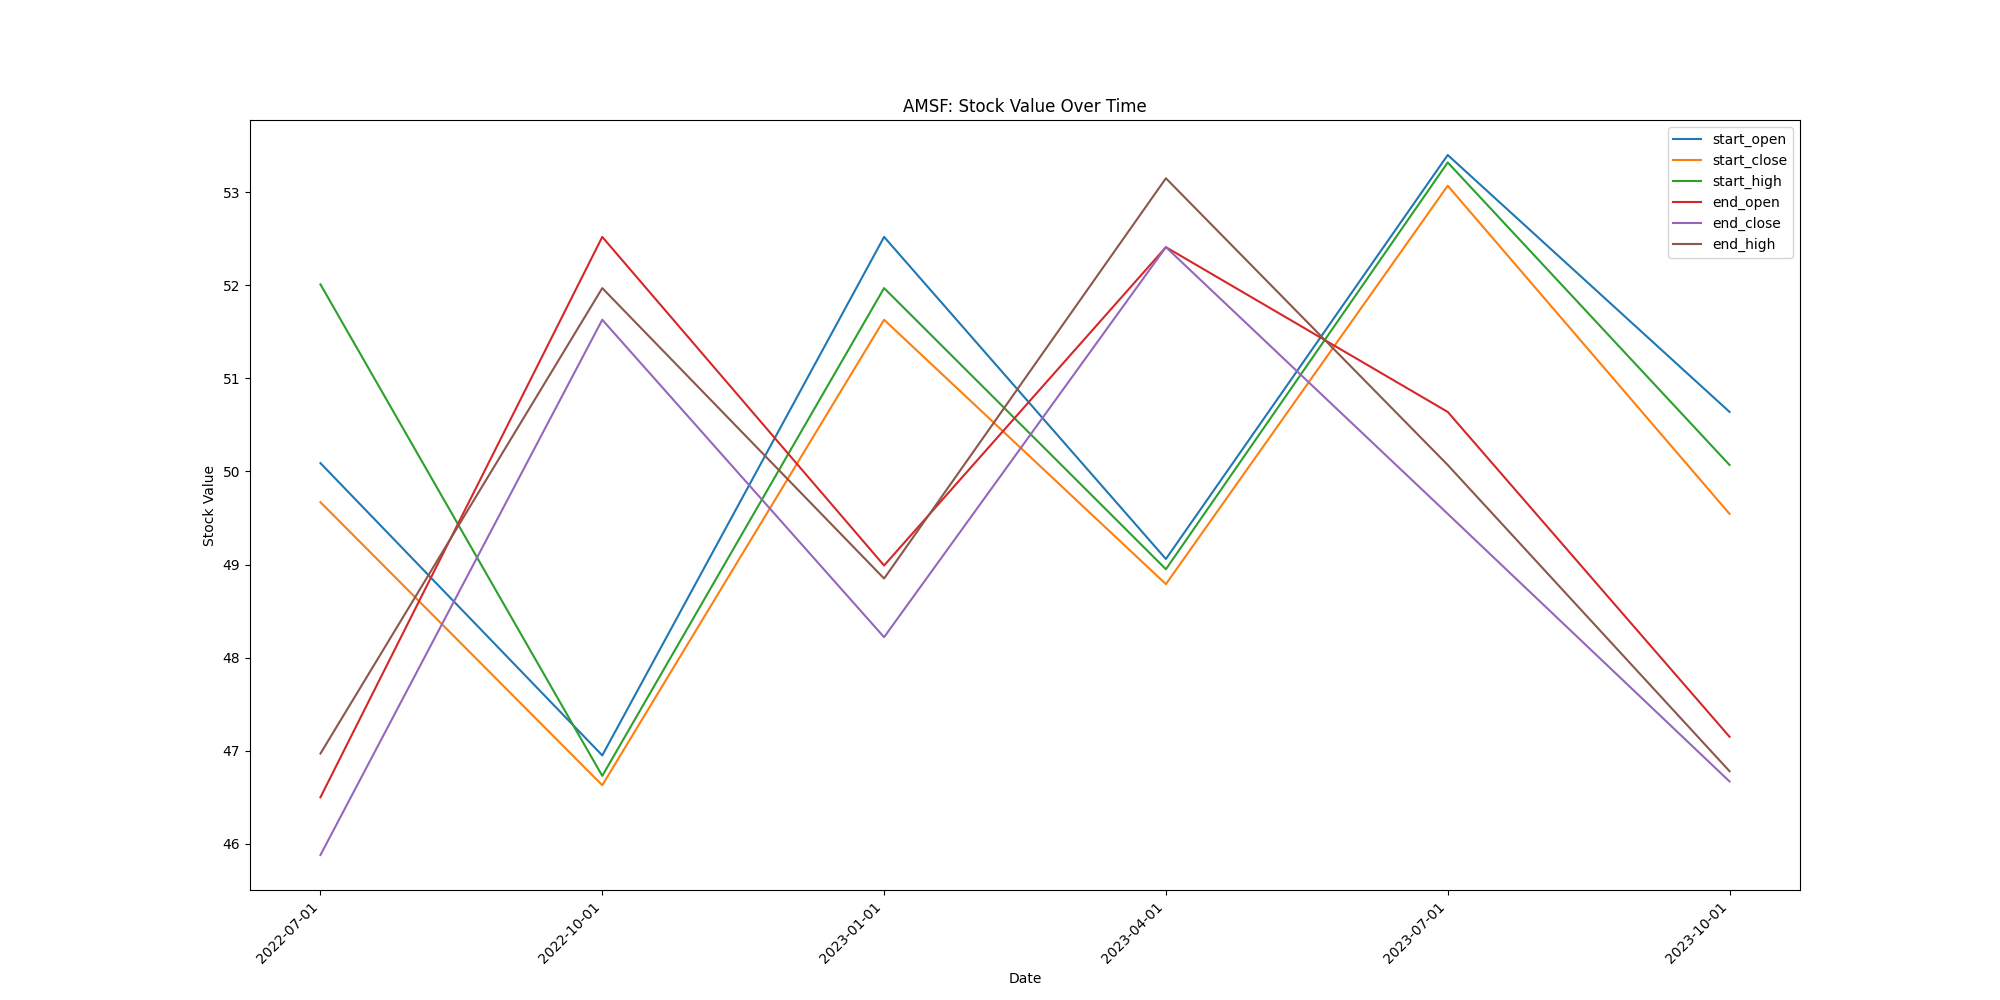 AMSF: Stock Value Over Time
start_open
start_close
start_high
end_open
end_close
end_high
Stock Value
53
52
51
50
49
48
47
46
2022-07-01
2022-10-01
2023-01-01
2023-04-01
2023-07-01
2023-10-01
Date